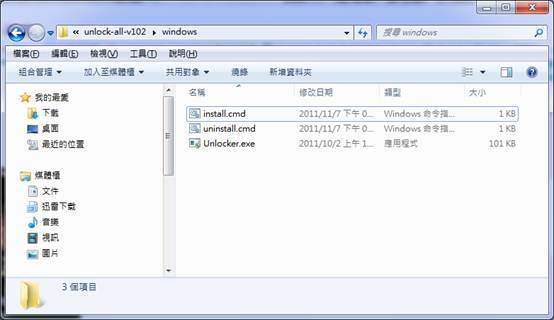 « unlock-all-v102 ▸ windows
搜尋 windows
檔案(F) 編輯(E) 檢視(V) 工具(T) 說明(H)
組合管理 加入至媒體櫃 共用對象 燒錄 新增資料夾
我的最愛
下載
桌面
最近的位置
媒體櫃
文件
迅雷下载
音樂
視訊
圖片
名稱 修改日期 類型 大小
install.cmd 2011/11/7 下午 0... Windows 命令指... 1 KB
uninstall.cmd 2011/11/7 下午 0... Windows 命令指... 1 KB
Unlocker.exe 2011/10/2 上午 1... 應用程式 101 KB
3 個項目